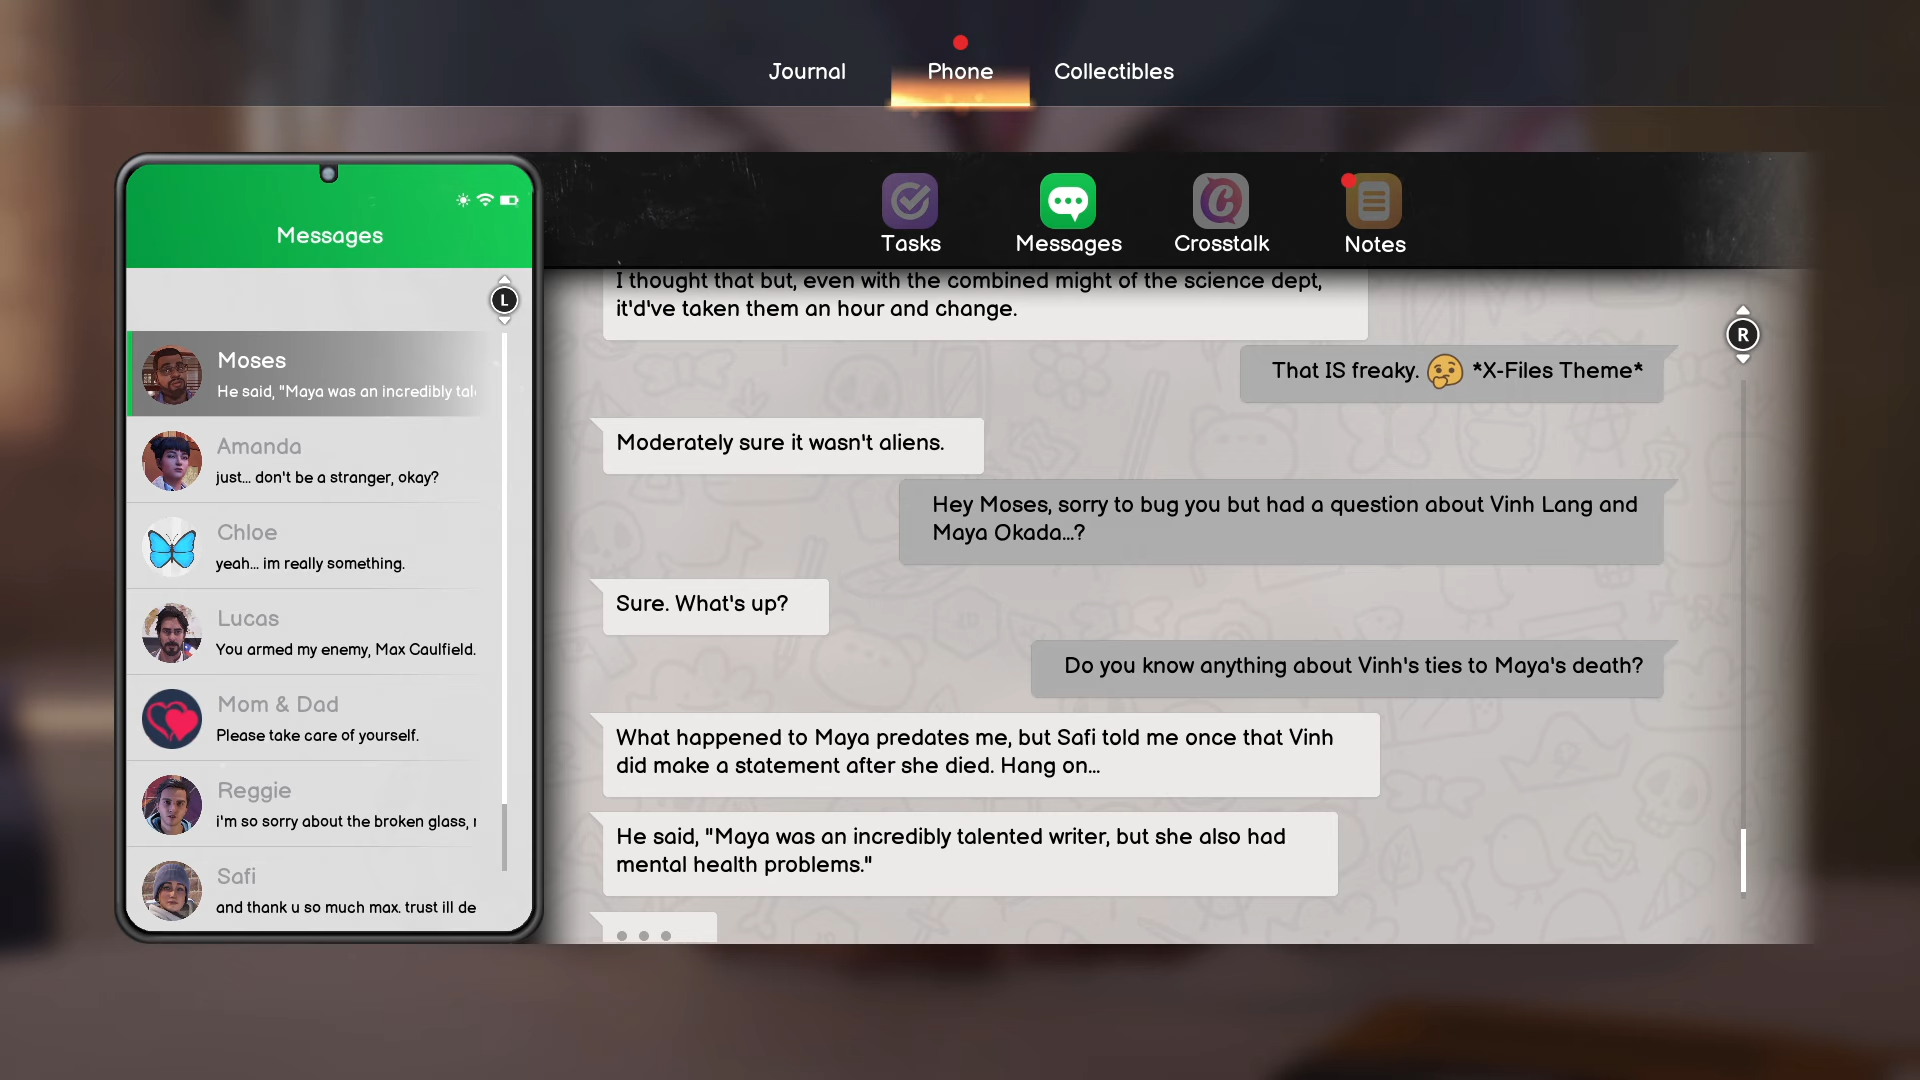 Journal
Phone
Collectibles
Messages
Tasks
Messages
Crosstalk
Notes
L
Moses
He said, "Maya was an incredibly tal
Amanda
just... don't be a stranger, okay?
Chloe
yeah... im really something.
Lucas
You armed my enemy, Max Caulfield.
Mom & Dad
Please take care of yourself.
Reggie
i'm so sorry about the broken glass,
Safi
and thank u so much max. trust ill de
I thought that but, even with the combined might of the science dept,
it'd've taken them an hour and change.
R
That IS freaky. 🤔 *X-Files Theme*
Moderately sure it wasn't aliens.
Hey Moses, sorry to bug you but had a question about Vinh Lang and
Maya Okada...?
Sure. What's up?
Do you know anything about Vinh's ties to Maya's death?
What happened to Maya predates me, but Safi told me once that Vinh
did make a statement after she died. Hang on...
He said, "Maya was an incredibly talented writer, but she also had
mental health problems."